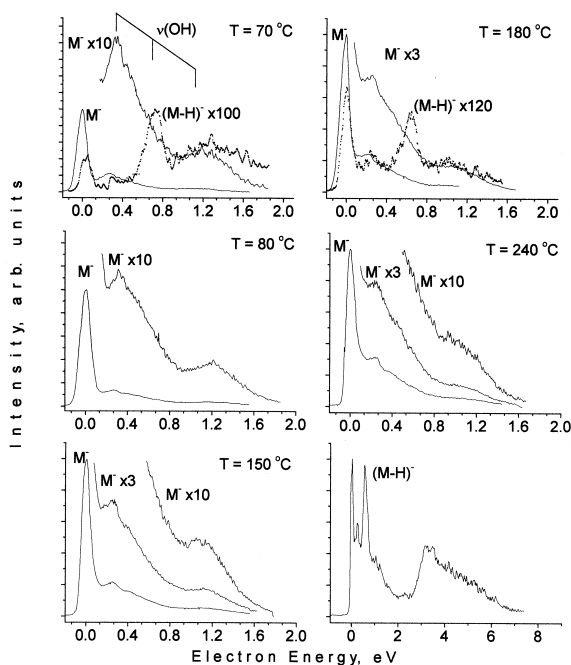 ν(OH)
T = 70 °C
M⁻ x10
M⁻
(M-H)⁻ x100
0.0 0.4 0.8 1.2 1.6 2.0
T = 180 °C
M⁻
M⁻ x3
(M-H)⁻ x120
0.0 0.4 0.8 1.2 1.6 2.0
T = 80 °C
M⁻
M⁻ x10
0.0 0.4 0.8 1.2 1.6 2.0
T = 240 °C
M⁻
M⁻ x3
M⁻ x10
0.0 0.4 0.8 1.2 1.6 2.0
T = 150 °C
M⁻
M⁻ x3
M⁻ x10
0.0 0.4 0.8 1.2 1.6 2.0
(M-H)⁻
0 2 4 6 8
Intensity, arb. units
Electron Energy, eV